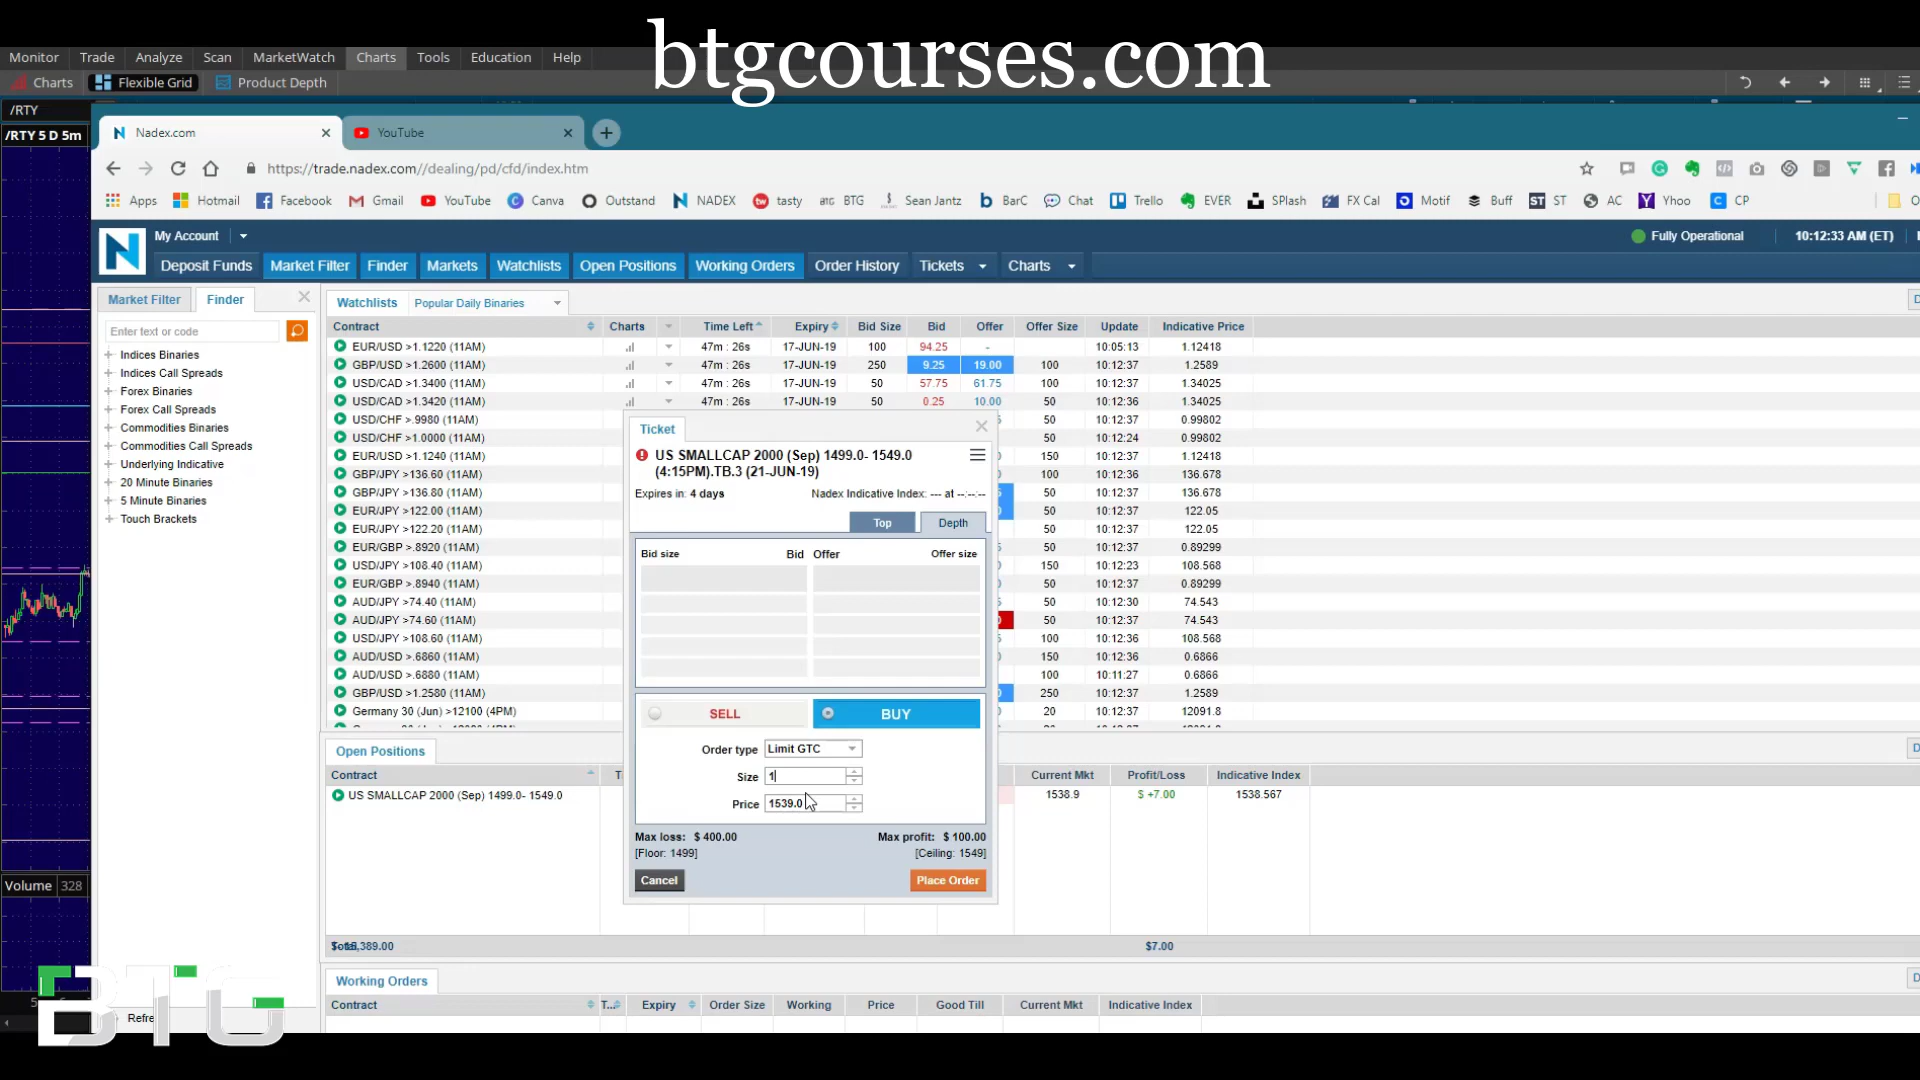 btgcourses.com
Monitor Trade Analyze Scan MarketWatch Charts Tools Education Help
Charts Flexible Grid Product Depth
/RTY
/RTY 5 D 5m
Nadex.com YouTube
https://trade.nadex.com//dealing/pd/cfd/index.htm
Apps Hotmail Facebook Gmail YouTube Canva Outstand NADEX tasty BTG Sean Jantz BarC Chat Trello EVER SPlash FX Cal Motif Buff ST AC Yhoo CP
My Account Fully Operational 10:12:33 AM (ET)
Deposit Funds Market Filter Finder Markets Watchlists Open Positions Working Orders Order History Tickets Charts
Market Filter Finder
Enter text or code
Indices Binaries
Indices Call Spreads
Forex Binaries
Forex Call Spreads
Commodities Binaries
Commodities Call Spreads
Underlying Indicative
20 Minute Binaries
5 Minute Binaries
Touch Brackets
Watchlists Popular Daily Binaries
Contract Charts Time Left Expiry Bid Size Bid Offer Offer Size Update Indicative Price
EUR/USD >1.1220 (11AM) 47m : 26s 17-JUN-19 100 94.25 - 10:05:13 1.12418
GBP/USD >1.2600 (11AM) 47m : 26s 17-JUN-19 250 9.25 19.00 100 10:12:37 1.2589
USD/CAD >1.3400 (11AM) 47m : 26s 17-JUN-19 50 57.75 61.75 100 10:12:37 1.34025
USD/CAD >1.3420 (11AM) 47m : 26s 17-JUN-19 50 0.25 10.00 50 10:12:36 1.34025
USD/CHF >.9980 (11AM) 50 10:12:37 0.99802
USD/CHF >1.0000 (11AM) 50 10:12:24 0.99802
EUR/USD >1.1240 (11AM) 150 10:12:37 1.12418
GBP/JPY >136.60 (11AM) 100 10:12:36 136.678
GBP/JPY >136.80 (11AM) 50 10:12:37 136.678
EUR/JPY >122.00 (11AM) 50 10:12:36 122.05
EUR/JPY >122.20 (11AM) 50 10:12:37 122.05
EUR/GBP >.8920 (11AM) 50 10:12:37 0.89299
USD/JPY >108.40 (11AM) 150 10:12:23 108.568
EUR/GBP >.8940 (11AM) 50 10:12:37 0.89299
AUD/JPY >74.40 (11AM) 50 10:12:30 74.543
AUD/JPY >74.60 (11AM) 50 10:12:37 74.543
USD/JPY >108.60 (11AM) 100 10:12:36 108.568
AUD/USD >.6860 (11AM) 150 10:12:36 0.6866
AUD/USD >.6880 (11AM) 100 10:11:27 0.6866
GBP/USD >1.2580 (11AM) 250 10:12:37 1.2589
Germany 30 (Jun) >12100 (4PM) 20 10:12:37 12091.8
Ticket
US SMALLCAP 2000 (Sep) 1499.0- 1549.0
(4:15PM).TB.3 (21-JUN-19)
Expires in: 4 days Nadex Indicative Index: --- at --:--:--
Top Depth
Bid size Bid Offer Offer size
SELL BUY
Order type Limit GTC
Size 1
Price 1539.0
Max loss: $ 400.00 Max profit: $ 100.00
[Floor: 1499] [Ceiling: 1549]
Cancel Place Order
Open Positions
Contract Current Mkt Profit/Loss Indicative Index
US SMALLCAP 2000 (Sep) 1499.0- 1549.0 1538.9 $ +7.00 1538.567
$7.00
Volume 328
Working Orders
Contract T... Expiry Order Size Working Price Good Till Current Mkt Indicative Index
BTG
Refre